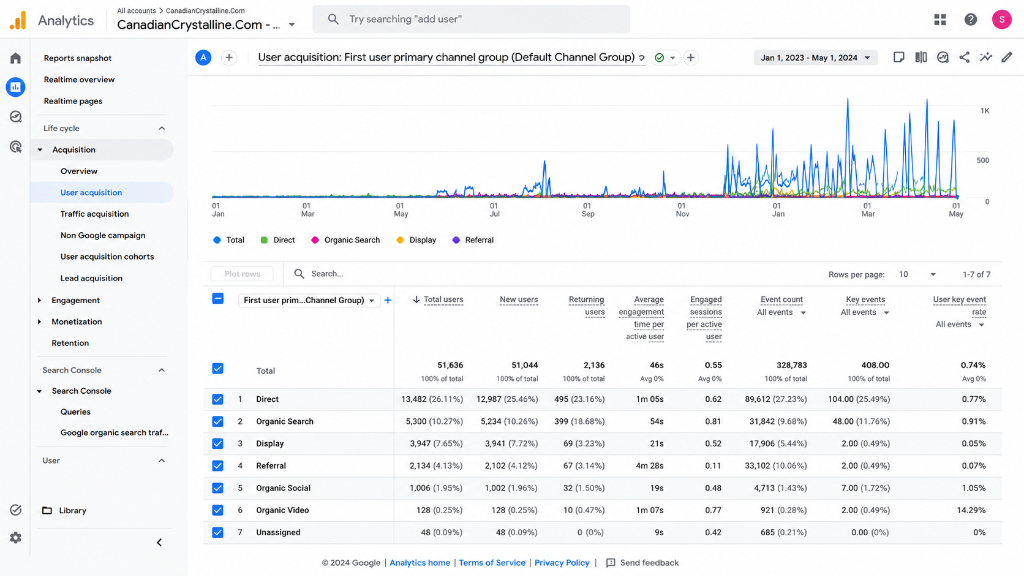 Analytics
All accounts > CanadianCrystalline.Com
CanadianCrystalline.Com - ...
Try searching "add user"
S
Reports snapshot
Realtime overview
Realtime pages
Life cycle
Acquisition
Overview
User acquisition
Traffic acquisition
Non Google campaign
User acquisition cohorts
Lead acquisition
Engagement
Monetization
Retention
Search Console
Search Console
Queries
Google organic search traf...
User
Library
A
User acquisition: First user primary channel group (Default Channel Group)
Jan 1, 2023 - May 1, 2024
1K
500
0
01 01 01 01 01 01 01 01 01
Jan Mar May Jul Sep Nov Jan Mar May
Total Direct Organic Search Display Referral
Plot rows
Search...
Rows per page: 10 1-7 of 7
First user prim...Channel Group)
Total users
New users
Returning
users
Average
engagement
time per
active user
Engaged
sessions
per active
user
Event count
All events
Key events
All events
User key event
rate
All events
Total 51,636 51,044 2,136 46s 0.55 328,783 408.00 0.74%
100% of total 100% of total 100% of total Avg 0% Avg 0% 100% of total 100% of total Avg 0%
1 Direct 13,482 (26.11%) 12,987 (25.46%) 495 (23.16%) 1m 05s 0.62 89,612 (27.23%) 104.00 (25.49%) 0.77%
2 Organic Search 5,300 (10.27%) 5,234 (10.26%) 399 (18.68%) 54s 0.81 31,842 (9.68%) 48.00 (11.76%) 0.91%
3 Display 3,947 (7.65%) 3,941 (7.72%) 69 (3.23%) 21s 0.52 17,906 (5.44%) 2.00 (0.49%) 0.05%
4 Referral 2,134 (4.13%) 2,102 (4.12%) 67 (3.14%) 4m 28s 0.11 33,102 (10.06%) 2.00 (0.49%) 0.07%
5 Organic Social 1,006 (1.95%) 1,002 (1.96%) 32 (1.50%) 19s 0.48 4,713 (1.43%) 7.00 (1.72%) 1.05%
6 Organic Video 128 (0.25%) 128 (0.25%) 10 (0.47%) 1m 07s 0.77 921 (0.28%) 2.00 (0.49%) 14.29%
7 Unassigned 48 (0.09%) 48 (0.09%) 0 (0%) 9s 0.42 685 (0.21%) 0.00 (0%) 0%
© 2024 Google | Analytics home | Terms of Service | Privacy Policy | Send feedback